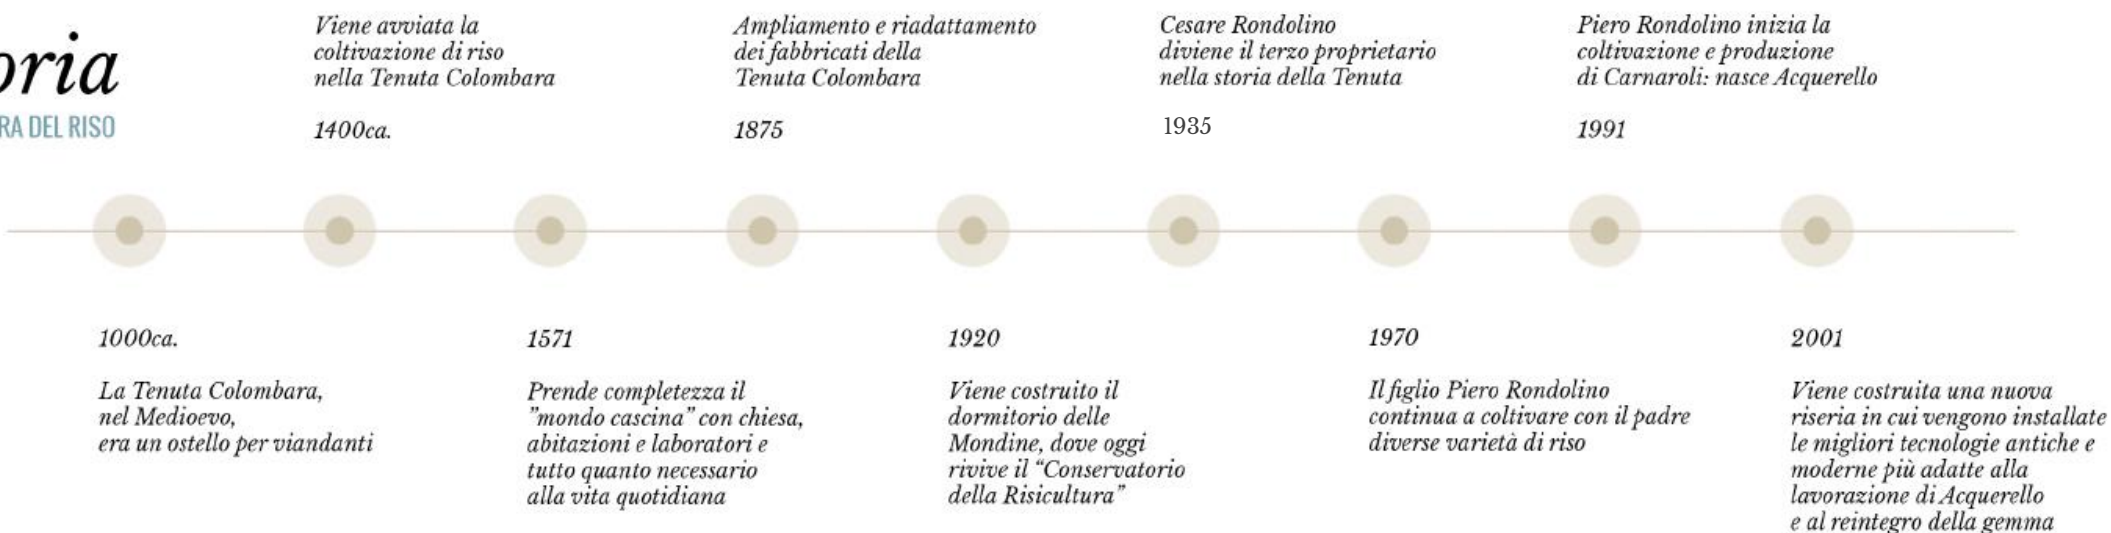 oria
RA DEL RISO
1000ca.
La Tenuta Colombara,
nel Medioevo,
era un ostello per viandanti
Viene avviata la
coltivazione di riso
nella Tenuta Colombara
1400ca.
1571
Prende completezza il
"mondo cascina" con chiesa,
abitazioni e laboratori e
tutto quanto necessario
alla vita quotidiana
Ampliamento e riadattamento
dei fabbricati della
Tenuta Colombara
1875
1920
Viene costruito il
dormitorio delle
Mondine, dove oggi
rivive il “Conservatorio
della Risicultura”
Cesare Rondolino
diviene il terzo proprietario
nella storia della Tenuta
1935
1970
Il figlio Piero Rondolino
continua a coltivare con il padre
diverse varietà di riso
Piero Rondolino inizia la
coltivazione e produzione
di Carnaroli: nasce Acquerello
1991
2001
Viene costruita una nuova
riseria in cui vengono installate
le migliori tecnologie antiche e
moderne più adatte alla
lavorazione di Acquerello
e al reintegro della gemma